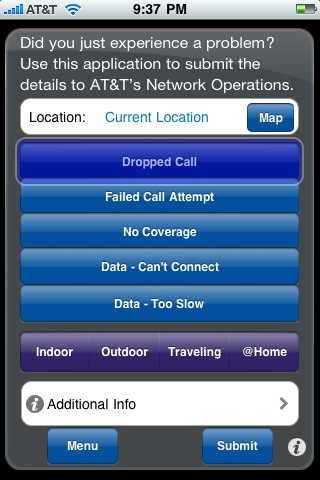 AT&T 9:37 PM
Did you just experience a problem?
Use this application to submit the
details to AT&T's Network Operations.
Location: Current Location Map
Dropped Call
Failed Call Attempt
No Coverage
Data - Can't Connect
Data - Too Slow
Indoor Outdoor Traveling @Home
i Additional Info
Menu Submit i